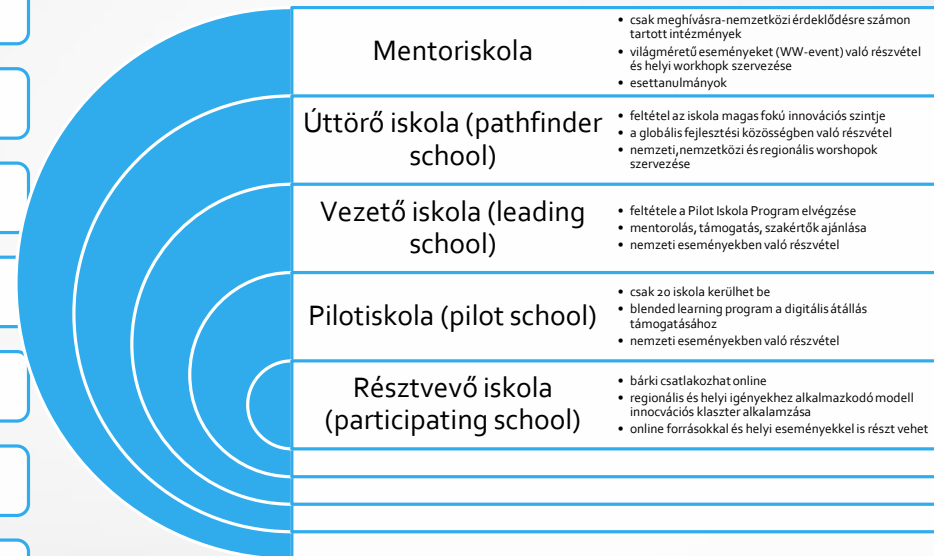 Mentoriskola
• csak meghívásra-nemzetközi érdeklődésre számon
tartott intézmények
• világméretű eseményeket (WW-event) való részvétel
és helyi workhopk szervezése
• esettanulmányok
Úttörő iskola (pathfinder
school)
• feltétel az iskola magas fokú innovációs szintje
• a globális fejlesztési közösségben való részvétel
• nemzeti,nemzetközi és regionális worshopok
szervezése
Vezető iskola (leading
school)
• feltétele a Pilot Iskola Program elvégzése
• mentorolás, támogatás, szakértők ajánlása
• nemzeti eseményekben való részvétel
Pilotiskola (pilot school)
• csak 20 iskola kerülhet be
• blended learning program a digitális átállás
támogatásához
• nemzeti eseményekben való részvétel
Résztvevő iskola
(participating school)
• bárki csatlakozhat online
• regionális és helyi igényekhez alkalmazkodó modell
innocvációs klaszter alkalamzása
• online forrásokkal és helyi eseményekkel is részt vehet